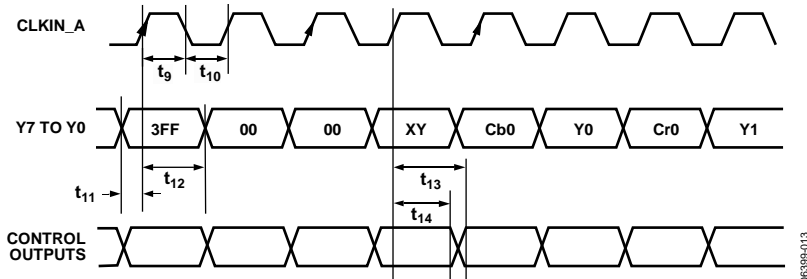 CLKIN_A
t9 t10
Y7 TO Y0 3FF 00 00 XY Cb0 Y0 Cr0 Y1
t12
t11
t13
t14
CONTROL
OUTPUTS
06399-013